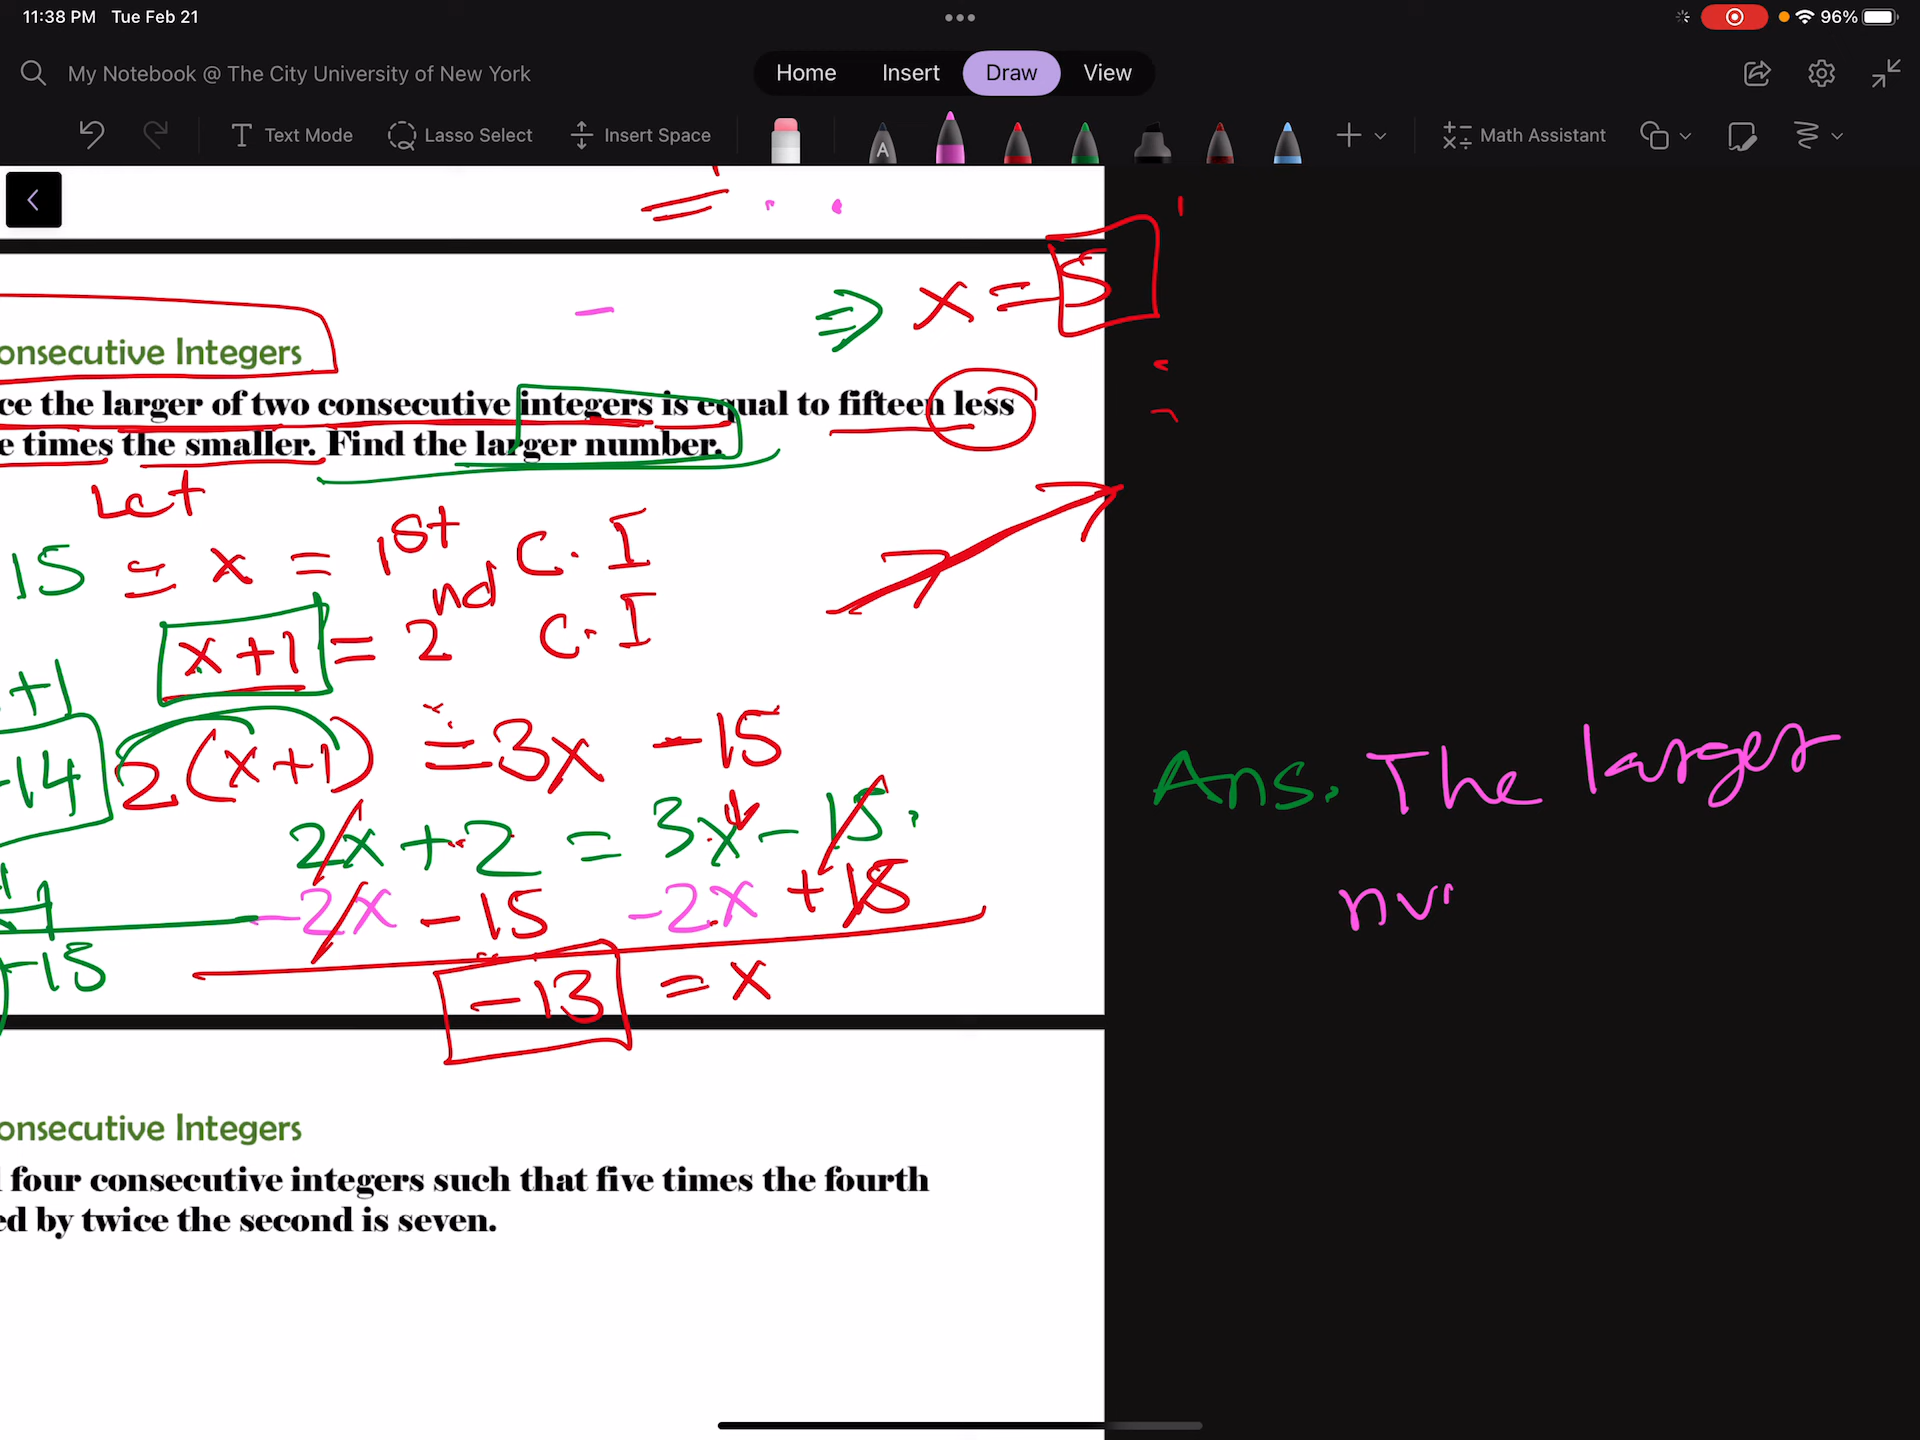 11:38 PM Tue Feb 21
96%
My Notebook @ The City University of New York
Home Insert Draw View
Text Mode Lasso Select Insert Space A Math Assistant
=
⇒ x = 5
onsecutive Integers
ce the larger of two consecutive integers is equal to fifteen less
e times the smaller. Find the larger number.
Let
15 = x = 1st C.I
x+1 = 2nd C.I
+1
-14
2(x+1) = 3x -15
2x + 2 = 3x - 15
-2x -15 -2x +15
-15
-13 = x
Ans. The larger
onsecutive Integers
four consecutive integers such that five times the fourth
ed by twice the second is seven.